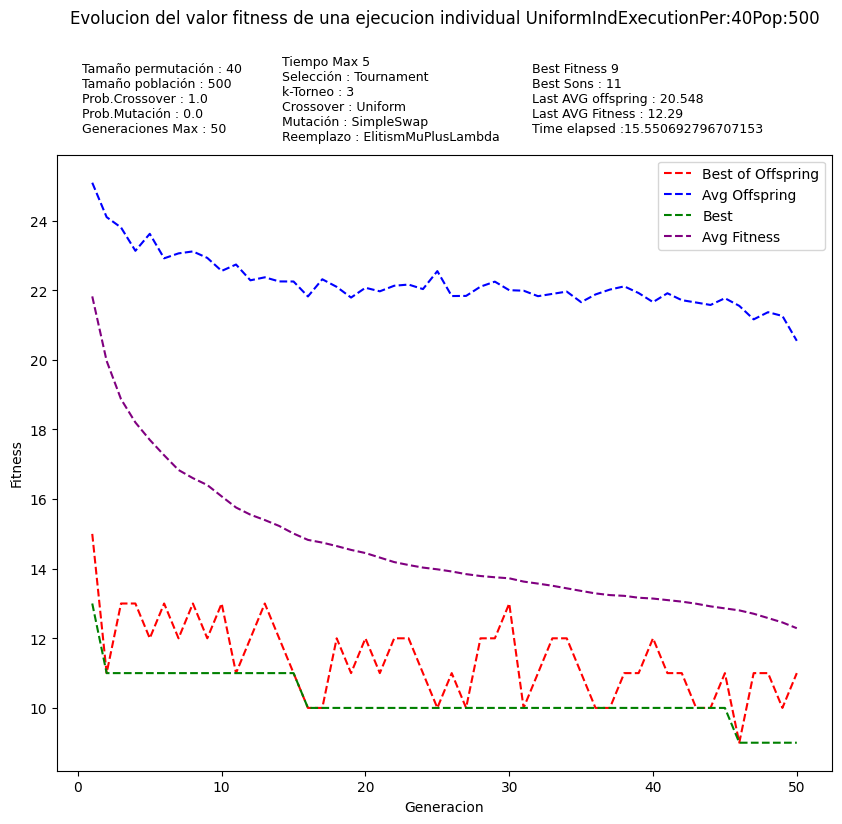 Evolucion del valor fitness de una ejecucion individual UniformIndExecutionPer:40Pop:500
Tamaño permutación : 40
Tamaño población : 500
Prob.Crossover : 1.0
Prob.Mutación : 0.0
Generaciones Max : 50
Tiempo Max 5
Selección : Tournament
k-Torneo : 3
Crossover : Uniform
Mutación : SimpleSwap
Reemplazo : ElitismMuPlusLambda
Best Fitness 9
Best Sons : 11
Last AVG offspring : 20.548
Last AVG Fitness : 12.29
Time elapsed :15.550692796707153
Best of Offspring
Avg Offspring
Best
Avg Fitness
Fitness
24
22
20
18
16
14
12
10
0
10
20
30
40
50
Generacion